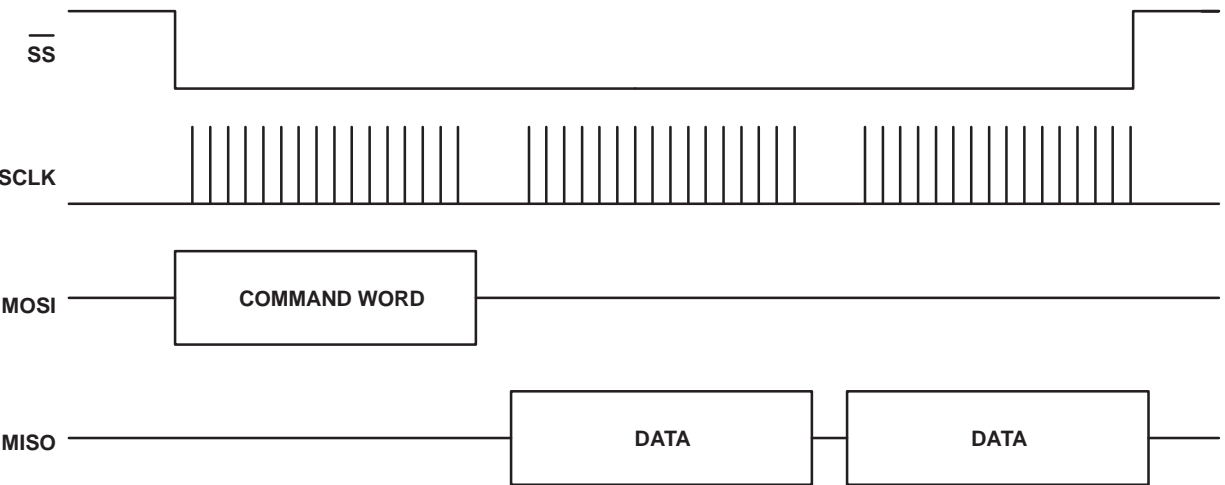 SS
SCLK
MOSI
COMMAND WORD
MISO
DATA
DATA